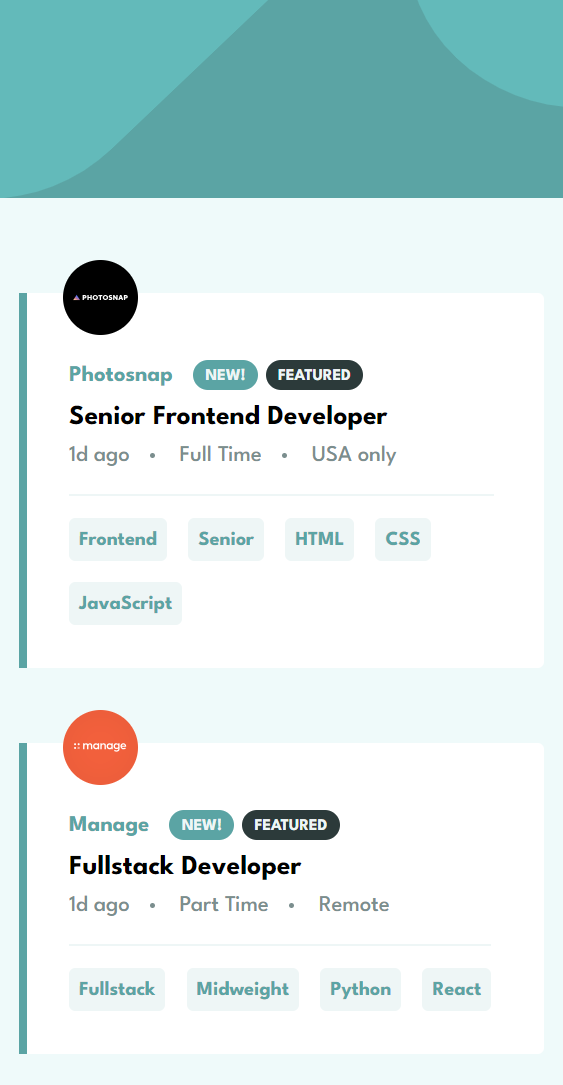 PHOTOSNAP
Photosnap NEW! FEATURED
Senior Frontend Developer
1d ago • Full Time • USA only
Frontend Senior HTML CSS
JavaScript
manage
Manage NEW! FEATURED
Fullstack Developer
1d ago • Part Time • Remote
Fullstack Midweight Python React